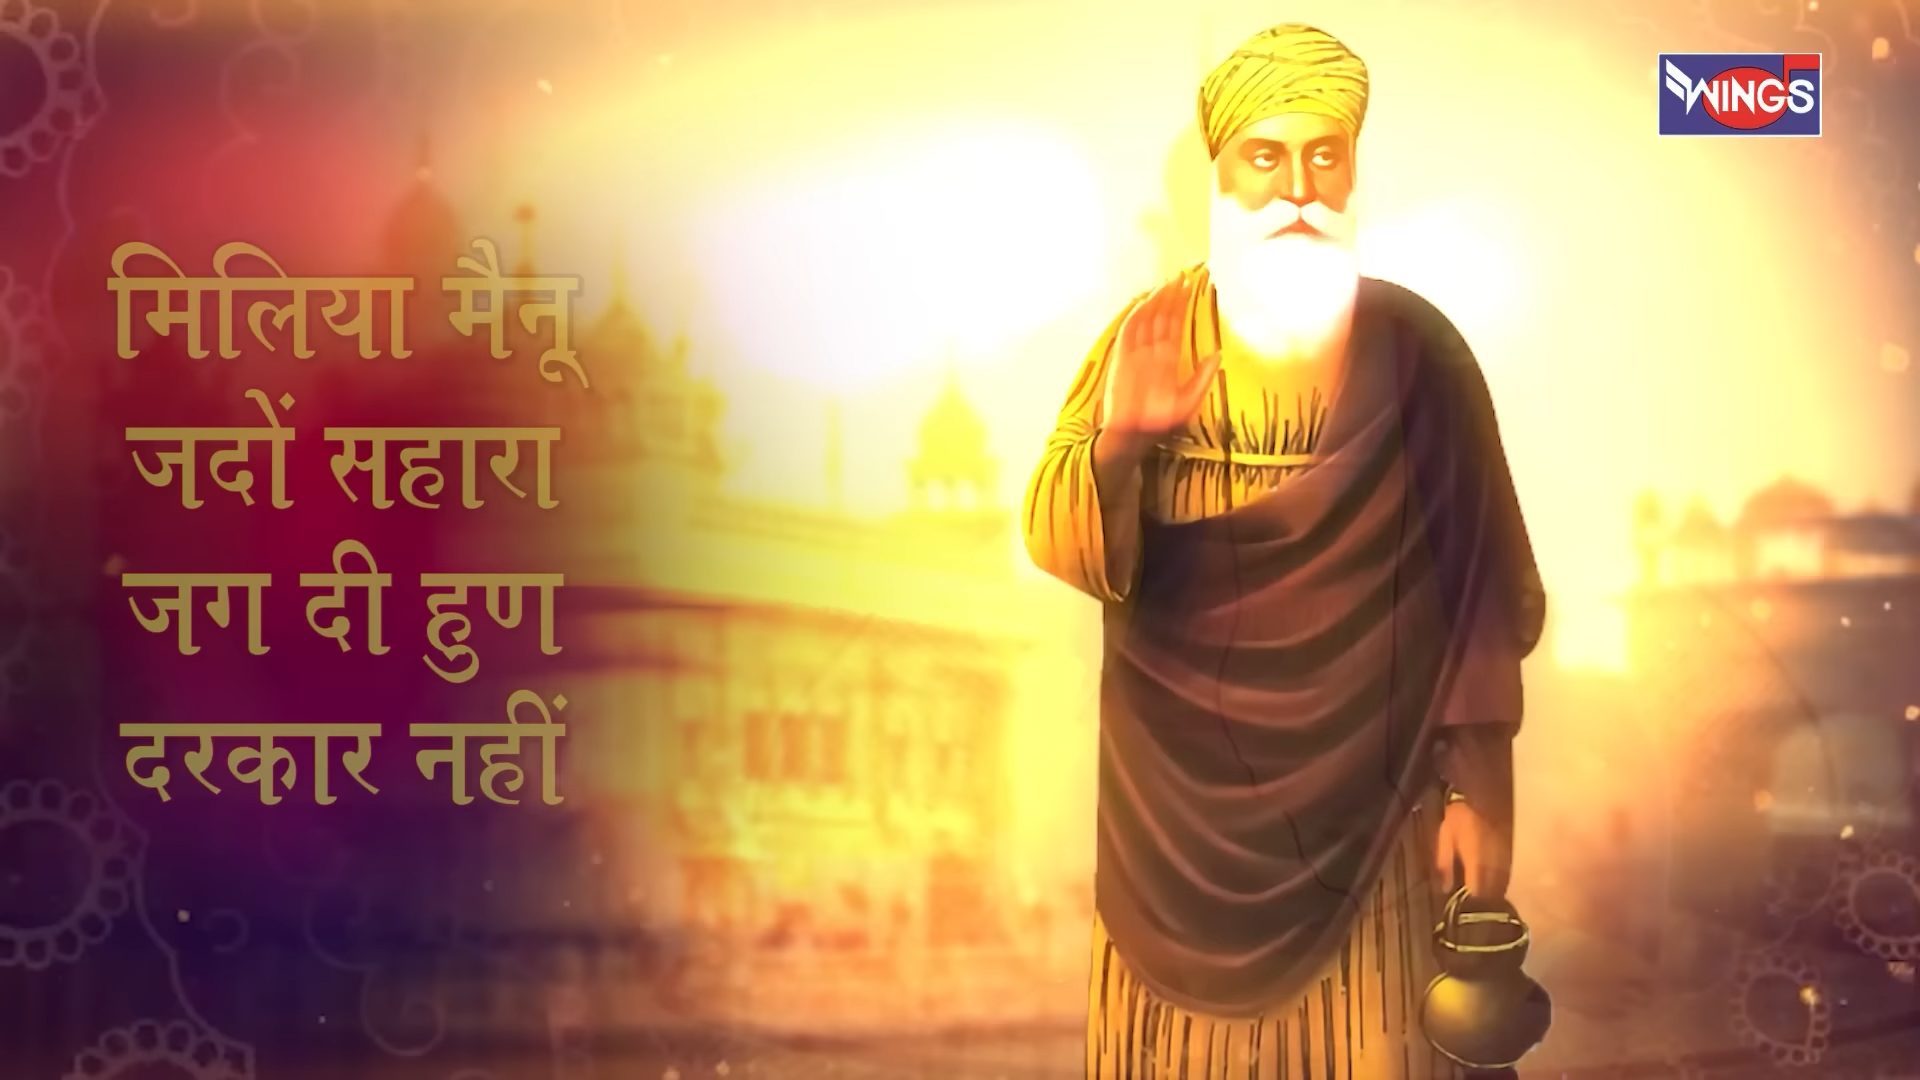 मिलिया मैनू
जदों सहारा
जग दी हुण
दरकार नहीं
WINGS